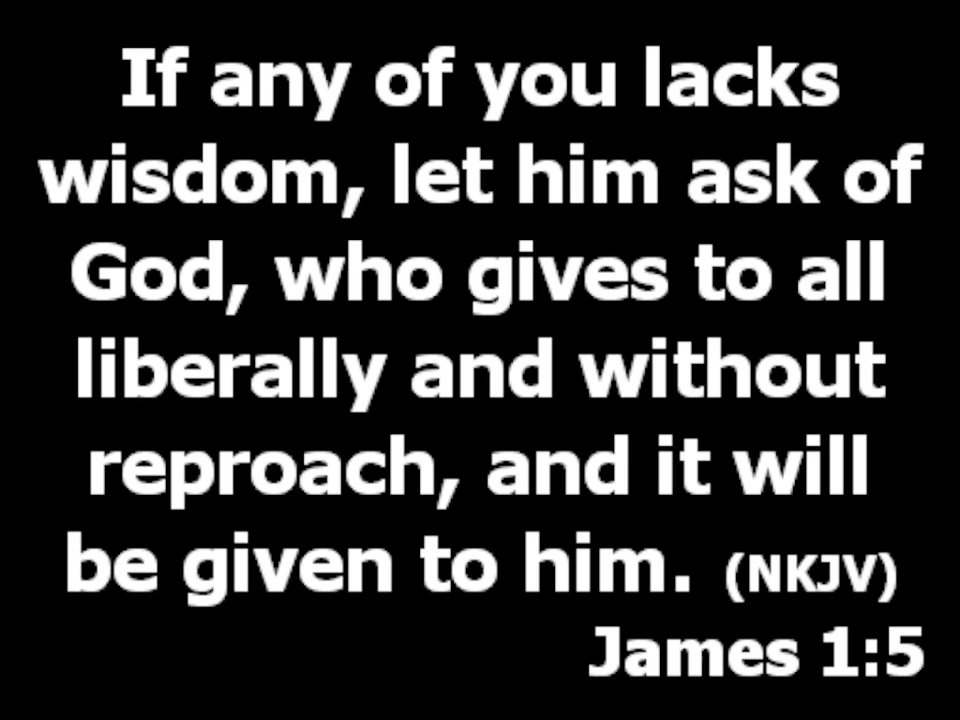 If any of you lacks
wisdom, let him ask of
God, who gives to all
liberally and without
reproach, and it will
be given to him. (NKJV)
James 1:5